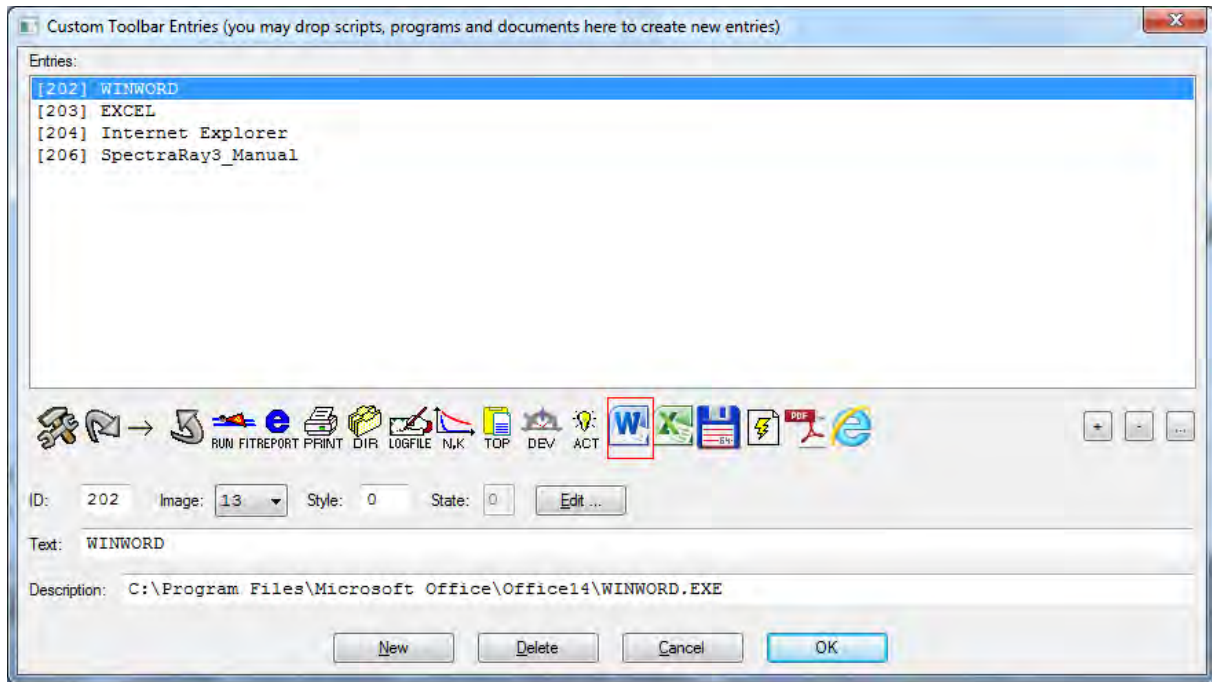 Custom Toolbar Entries (you may drop scripts, programs and documents here to create new entries)
Entries:
[202] WINWORD
[203] EXCEL
[204] Internet Explorer
[206] SpectraRay3_Manual
RUN FITREPORT PRINT DIR LOGFILE N,K TOP DEV ACT W X 64 PDF e + - ...
ID: 202 Image: 13 Style: 0 State: 0 Edit ...
Text: WINWORD
Description: C:\Program Files\Microsoft Office\Office14\WINWORD.EXE
New Delete Cancel OK